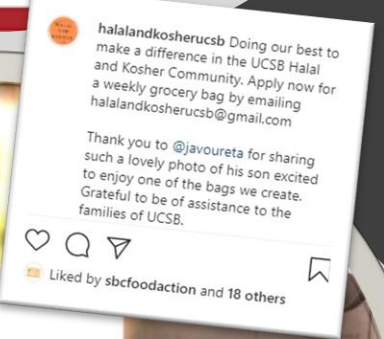 halalandkosherucsb Doing our best to
make a difference in the UCSB Halal
and Kosher Community. Apply now for
a weekly grocery bag by emailing
halalandkosherucsb@gmail.com
Thank you to @javoureta for sharing
such a lovely photo of his son excited
to enjoy one of the bags we create.
Grateful to be of assistance to the
families of UCSB.
Liked by sbcfoodaction and 18 others